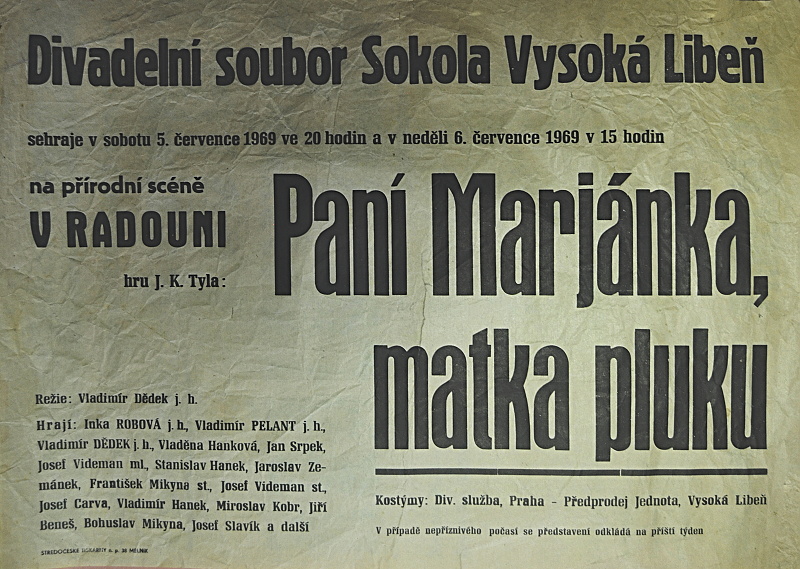 Divadelní soubor Sokola Vysoká Libeň
sehraje v sobotu 5. července 1969 ve 20 hodin a v neděli 6. července 1969 v 15 hodin
na přírodní scéně
V RADOUNI
hru J. K. Tyla:
Paní Marjánka,
matka pluku
Režie: Vladimír Dědek j. h.
Hrají: Inka ROBOVÁ j. h., Vladimír PELANT j. h.,
Vladimír DĚDEK j. h., Vladěna Hanková, Jan Srpek,
Josef Videman ml., Stanislav Hanek, Jaroslav Ze-
mánek, František Mikyna st., Josef Videman st.,
Josef Carva, Vladimír Hanek, Miroslav Kobr, Jiří
Beneš, Bohuslav Mikyna, Josef Slavík a další
Kostýmy: Div. služba, Praha - Předprodej Jednota, Vysoká Libeň
V případě nepříznivého počasí se představení odkládá na příští týden
STŘEDOČESKÉ TISKÁRNY n. p. 36 MĚLNÍK